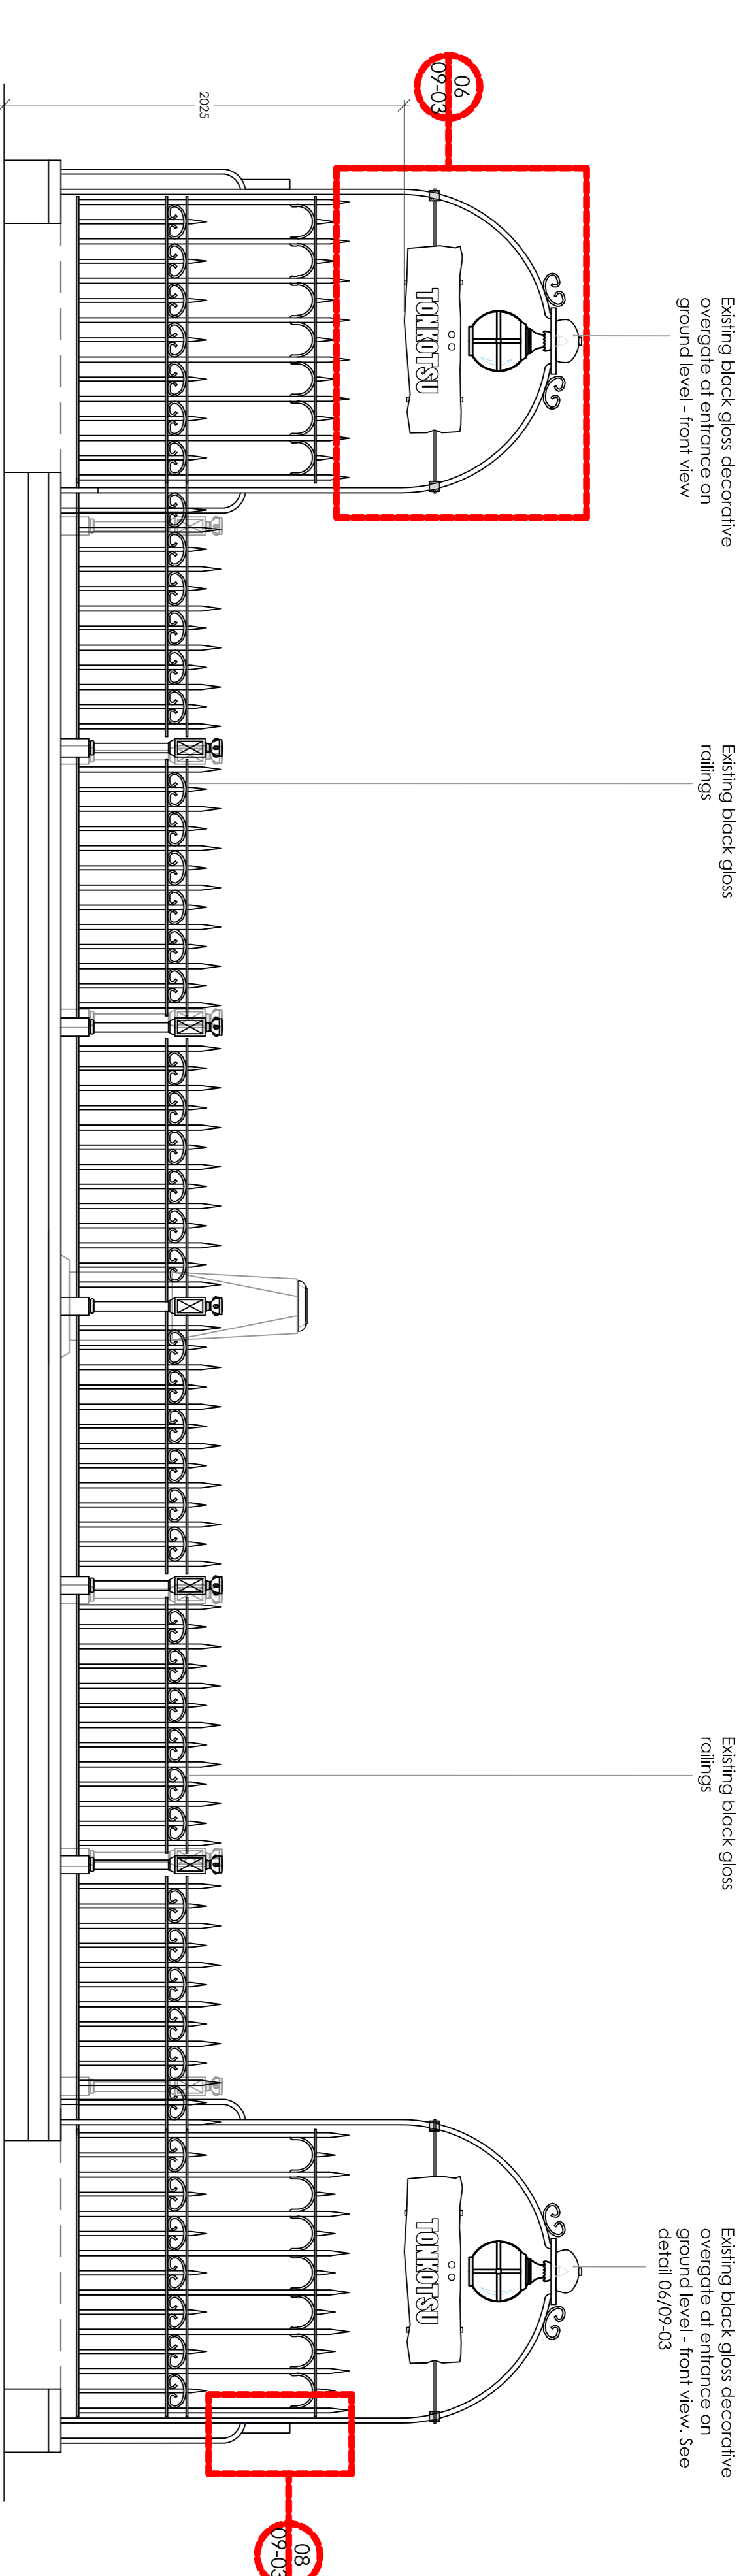 Existing black gloss decorative
overgate at entrance on
ground level - front view
Existing black gloss
railings
Existing black gloss
railings
Existing black gloss decorative
overgate at entrance on
ground level - front view. See
detail 06/09-03
06
09-03
2025
TONKOTSU
TONKOTSU
08
09-03